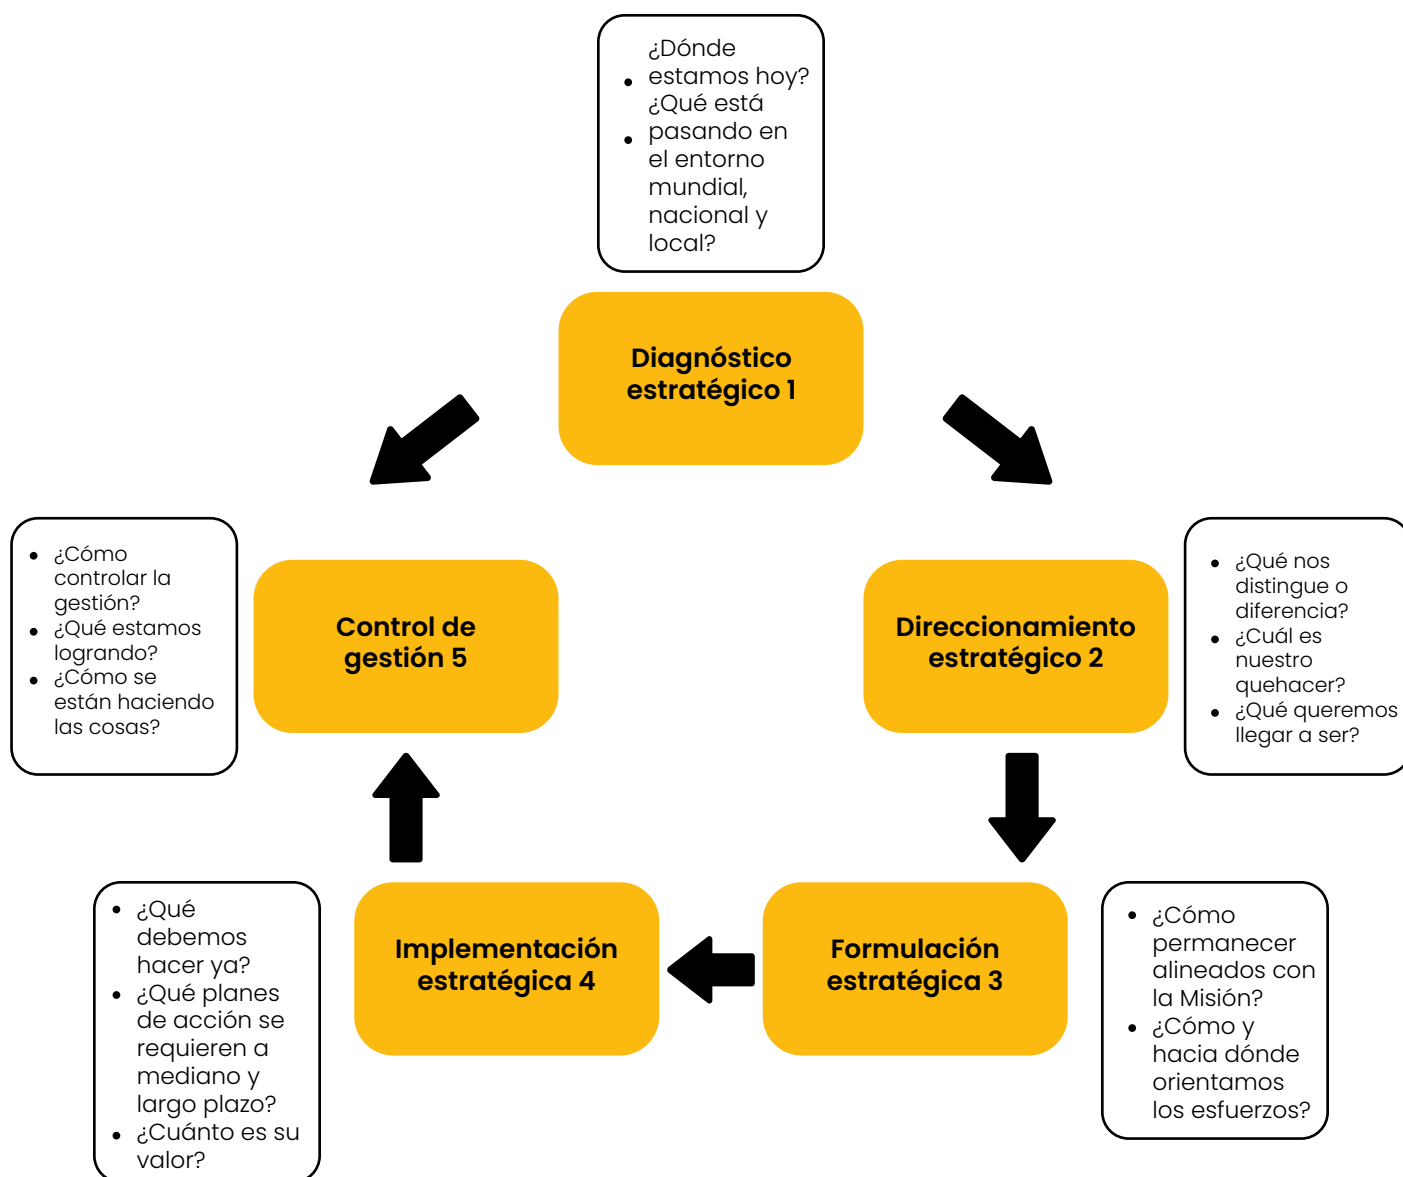 ¿Dónde
estamos hoy?
¿Qué está
pasando en
el entorno
mundial,
nacional y
local?
Diagnóstico
estratégico 1
¿Cómo
controlar la
gestión?
¿Qué estamos
logrando?
¿Cómo se
están haciendo
las cosas?
Control de
gestión 5
Direccionamiento
estratégico 2
¿Qué nos
distingue o
diferencia?
¿Cuál es
nuestro
quehacer?
¿Qué queremos
llegar a ser?
¿Qué
debemos
hacer ya?
¿Qué planes
de acción se
requieren a
mediano y
largo plazo?
¿Cuánto es su
valor?
Implementación
estratégica 4
Formulación
estratégica 3
¿Cómo
permanecer
alineados con
la Misión?
¿Cómo y
hacia dónde
orientamos
los esfuerzos?